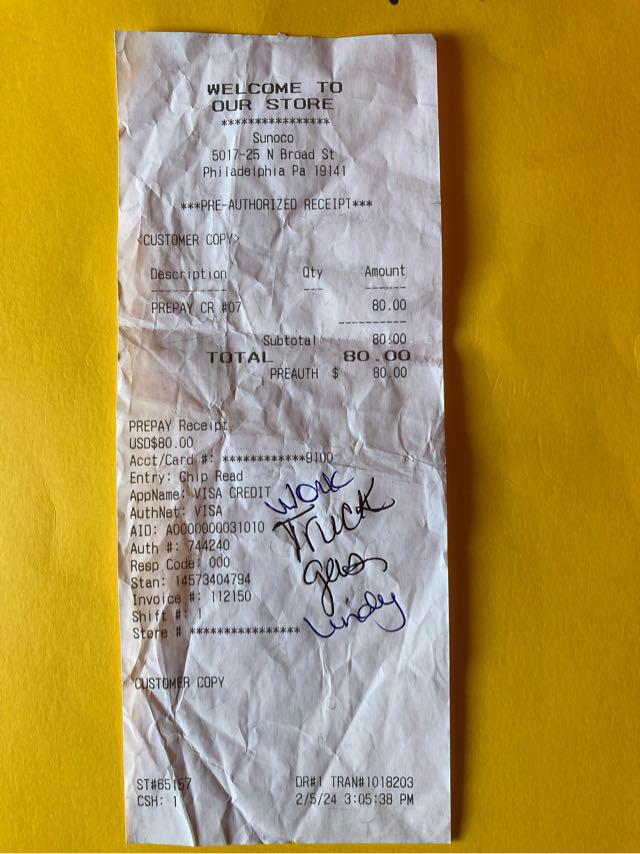 WELCOME TO
OUR STORE
****************
Sunoco
5017-25 N Broad St
Philadelphia Pa 19141
***PRE-AUTHORIZED RECEIPT***
<CUSTOMER COPY>
Description Qty Amount
----------- --- ------
PREPAY CR #07 80.00
----------
Subtotal 80.00
TOTAL 80.00
PREAUTH $ 80.00
PREPAY Receipt
USD$80.00
Acct/Card #: ************9100
Entry: Chip Read
AppName: VISA CREDIT
AuthNet: VISA
AID: A0000000031010
Auth #: 744240
Resp Code: 000
Stan: 14573404794
Invoice #: 112150
Shift #: 1
Store # ****************
Work
Truck
gas
Lindy
CUSTOMER COPY
ST#65157 DR#1 TRAN#1018203
CSH: 1 2/5/24 3:05:38 PM